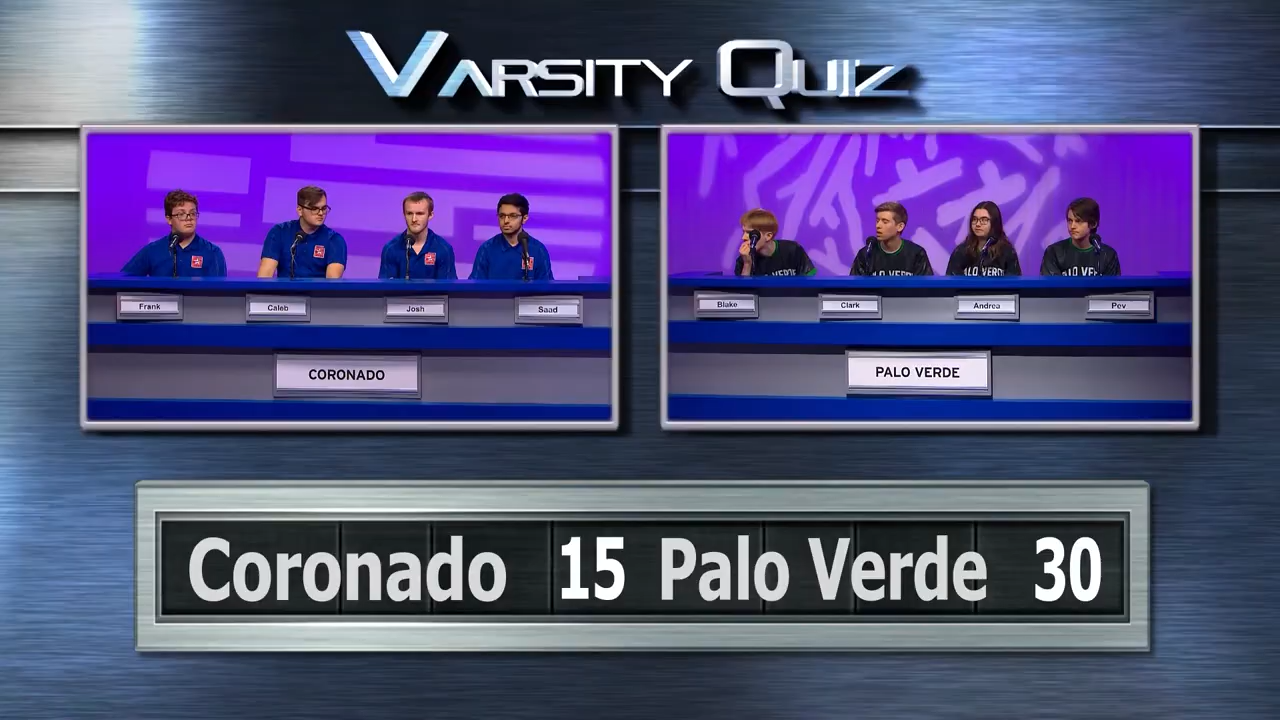 VARSITY QUIZ
Frank
Caleb
Josh
Saad
CORONADO
Blake
Clark
Andrea
Pev
PALO VERDE
Coronado 15 Palo Verde 30